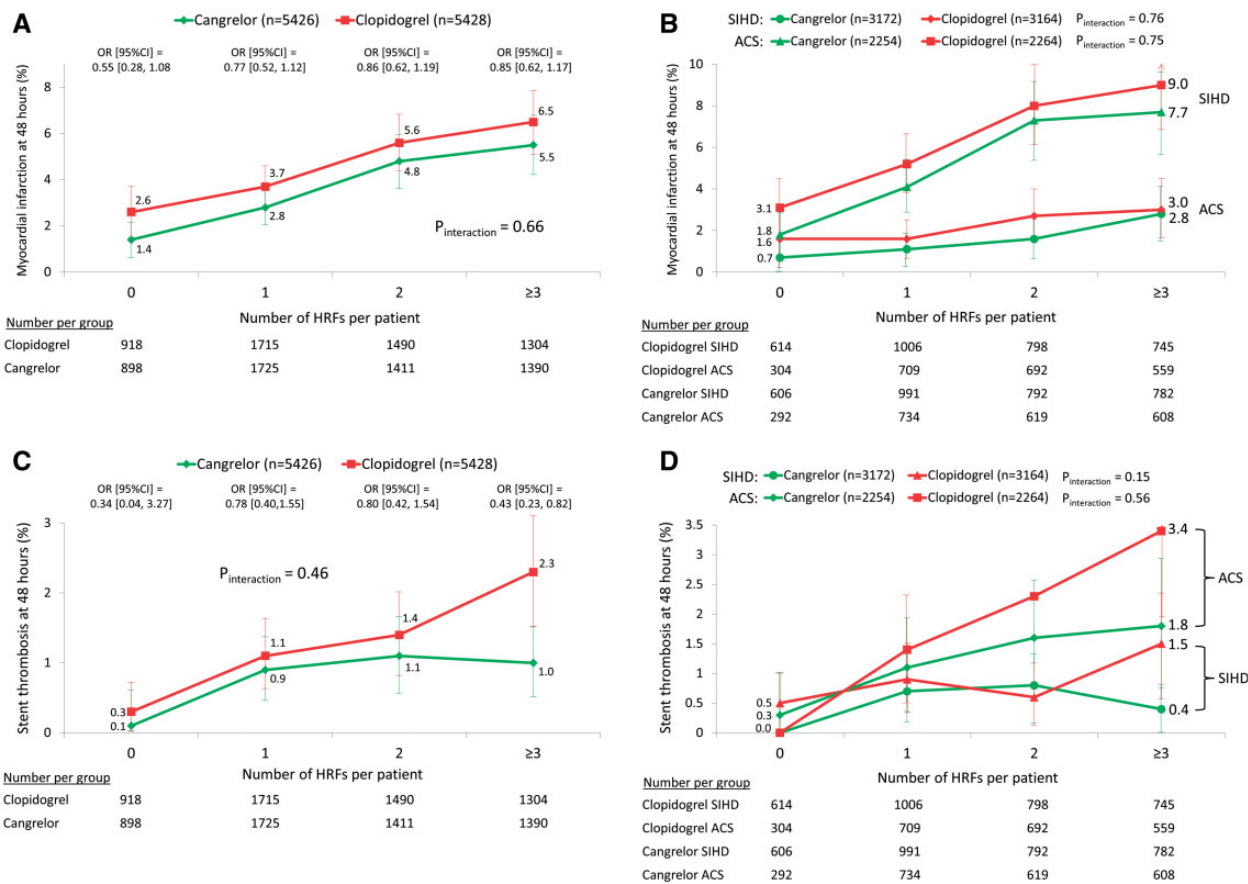 A
Cangrelor (n=5426) Clopidogrel (n=5428)
OR [95%CI] = OR [95%CI] = OR [95%CI] = OR [95%CI] =
0.55 [0.28, 1.08 0.77 [0.52, 1.12] 0.86 [0.62, 1.19] 0.85 [0.62, 1.17]
Myocardial infarction at 48 hours (%)
8
6
4
2
0
2.6
1.4
3.7
2.8
5.6
4.8
6.5
5.5
Pinteraction = 0.66
0 1 2 ≥3
Number of HRFs per patient
Number per group
Clopidogrel 918 1715 1490 1304
Cangrelor 898 1725 1411 1390
B
SIHD: Cangrelor (n=3172) Clopidogrel (n=3164) Pinteraction = 0.76
ACS: Cangrelor (n=2254) Clopidogrel (n=2264) Pinteraction = 0.75
Myocardial infarction at 48 hours (%)
10
8
6
4
2
0
3.1
1.8
1.6
0.7
9.0
7.7
SIHD
3.0
2.8
ACS
0 1 2 ≥3
Number of HRFs per patient
Number per group
Clopidogrel SIHD 614 1006 798 745
Clopidogrel ACS 304 709 692 559
Cangrelor SIHD 606 991 792 782
Cangrelor ACS 292 734 619 608
C
Cangrelor (n=5426) Clopidogrel (n=5428)
OR [95%CI] = OR [95%CI] = OR [95%CI] = OR [95%CI] =
0.34 [0.04, 3.27] 0.78 [0.40,1.55] 0.80 [0.42, 1.54] 0.43 [0.23, 0.82]
Stent thrombosis at 48 hours (%)
3
2
1
0
Pinteraction = 0.46
0.3
0.1
1.1
0.9
1.4
1.1
2.3
1.0
0 1 2 ≥3
Number of HRFs per patient
Number per group
Clopidogrel 918 1715 1490 1304
Cangrelor 898 1725 1411 1390
D
SIHD: Cangrelor (n=3172) Clopidogrel (n=3164) Pinteraction = 0.15
ACS: Cangrelor (n=2254) Clopidogrel (n=2264) Pinteraction = 0.56
Stent thrombosis at 48 hours (%)
3.5
3
2.5
2
1.5
1
0.5
0
0.5
0.3
0.0
3.4
1.8
ACS
1.5
0.4
SIHD
0 1 2 ≥3
Number of HRFs per patient
Number per group
Clopidogrel SIHD 614 1006 798 745
Clopidogrel ACS 304 709 692 559
Cangrelor SIHD 606 991 792 782
Cangrelor ACS 292 734 619 608